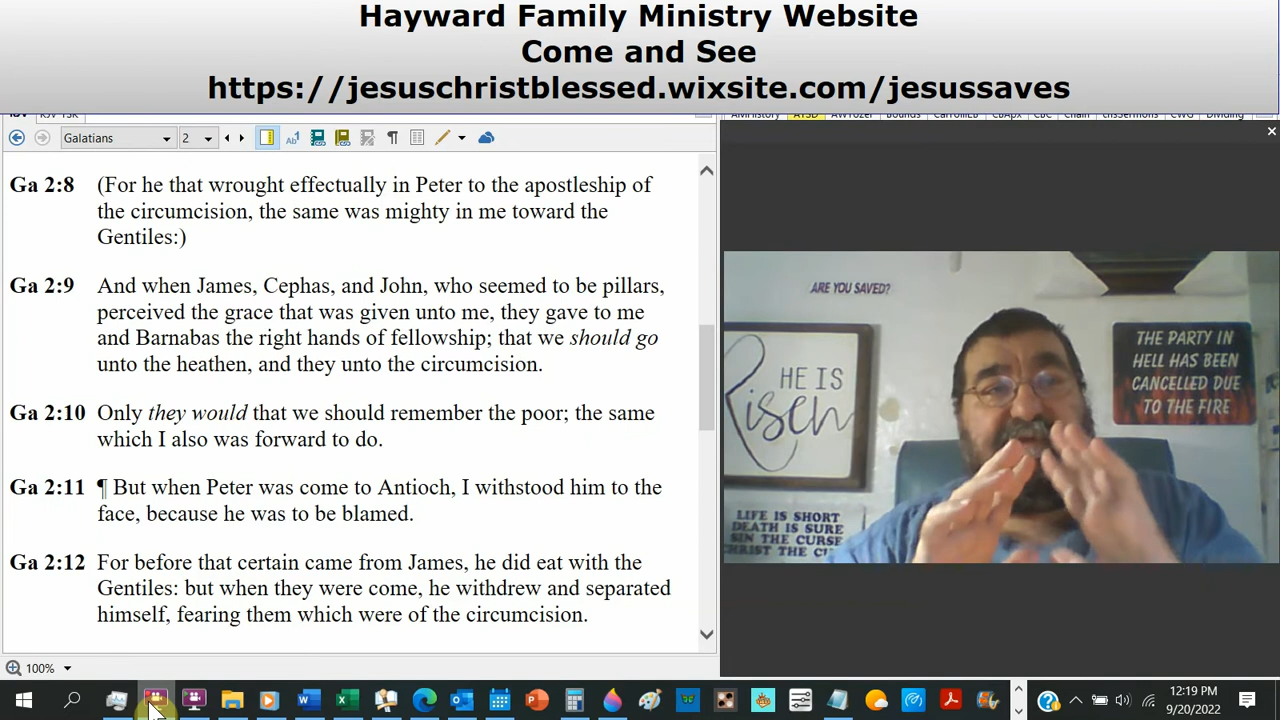 Hayward Family Ministry Website
Come and See
https://jesuschristblessed.wixsite.com/jesussaves
Galatians
2
Ga 2:8 (For he that wrought effectually in Peter to the apostleship of
the circumcision, the same was mighty in me toward the
Gentiles:)
Ga 2:9 And when James, Cephas, and John, who seemed to be pillars,
perceived the grace that was given unto me, they gave to me
and Barnabas the right hands of fellowship; that we should go
unto the heathen, and they unto the circumcision.
Ga 2:10 Only they would that we should remember the poor; the same
which I also was forward to do.
Ga 2:11 ¶ But when Peter was come to Antioch, I withstood him to the
face, because he was to be blamed.
Ga 2:12 For before that certain came from James, he did eat with the
Gentiles: but when they were come, he withdrew and separated
himself, fearing them which were of the circumcision.
100%
ARE YOU SAVED?
HE IS
Risen
THE PARTY IN
HELL HAS BEEN
CANCELLED DUE
TO THE FIRE
LIFE IS SHORT
DEATH IS SURE
SIN THE CURSE
CHRIST THE
12:19 PM
9/20/2022